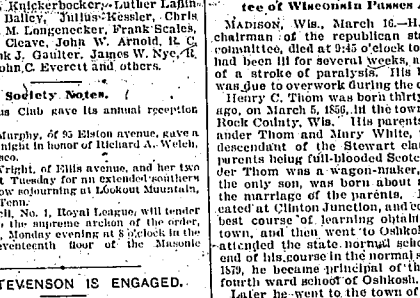 Knickerbocker, Luther Laflin
Balley, Julius Kessler, Chris
M. Longenecker, Frank Scales,
Cleave, John W. Arnold, R. C.
k J. Gaulter, James W. Nye, R.
ohn C. Everett and others.
Society Notes.
us Club gave its annual reception
Murphy, of 95 Elston avenue, gave a
night in honor of Richard A. Welch,
sco.
right, of Ellis avenue, and her two
t Tuesday for an extended southern
ow sojourning at Lookout Mountain,
Tenn.
ell, No. 1, Royal League, will tender
the supreme archon of the order,
Monday evening at 8 o'clock in the
eventeenth floor of the Masonic
TEVENSON IS ENGAGED.
tee of Wisconsin Passes
MADISON, Wis., March 16.—H
chairman of the republican st
committee, died at 9:45 o'clock to
had been ill for several weeks, a
of a stroke of paralysis. His
was due to overwork during the c
Henry C. Thom was born thirty
ago, on March 5, 1856, in the town
Rock County, Wis. His parents
ander Thom and Mary White,
descendant of the Stewart cla
parents being full-blooded Scotc
der Thom was a wagon-maker,
the only son, was born about
the marriage of the parents.
cated at Clinton Junction, and
best course of learning obtain
town, and then went to Oshko
attended the state normal scho
end of his course in the normal s
1879, he became principal of the
fourth ward school of Oshkosh.
Later he went to the town of